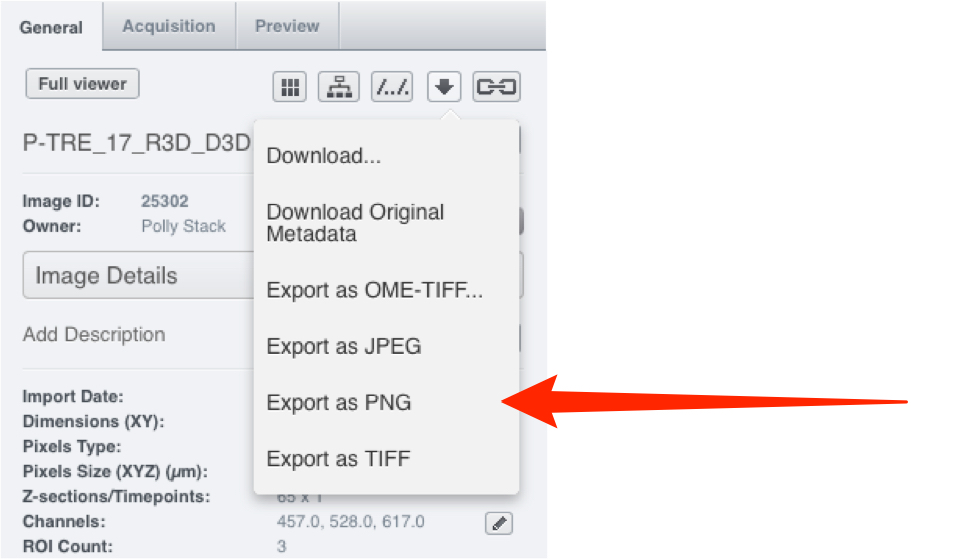 General Acquisition Preview
Full viewer /../.
P-TRE_17_R3D_D3D
Download...
Image ID: 25302
Owner: Polly Stack
Download Original
Metadata
Image Details
Export as OME-TIFF...
Add Description
Export as JPEG
Import Date:
Export as PNG
Dimensions (XY):
Pixels Type:
Export as TIFF
Pixels Size (XYZ) (µm):
Z-sections/Timepoints: 65 x 1
Channels: 457.0, 528.0, 617.0
ROI Count: 3